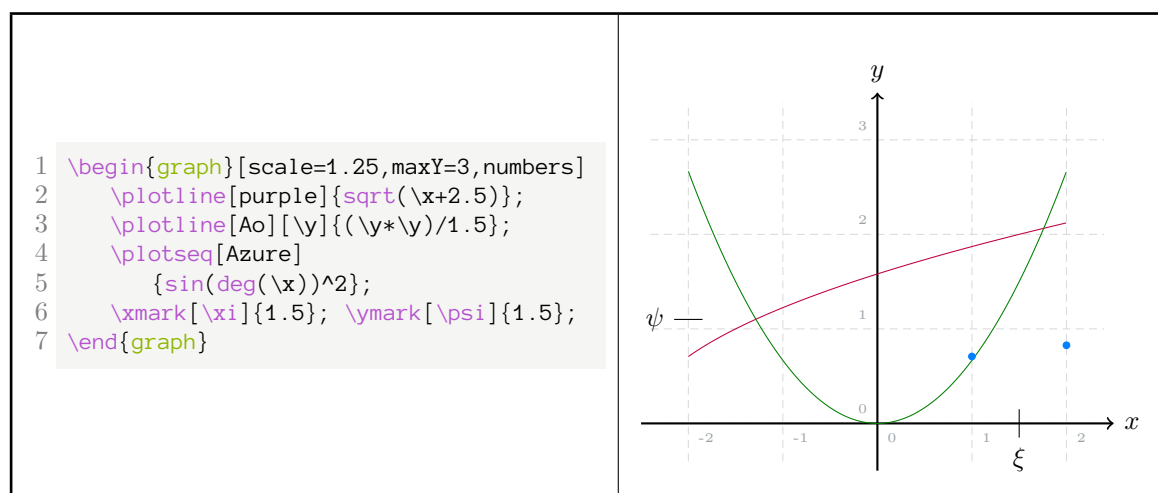 1 \begin{graph}[scale=1.25,maxY=3,numbers]
2 \plotline[purple]{sqrt(\x+2.5)};
3 \plotline[Ao][\y]{(\y*\y)/1.5};
4 \plotseq[Azure]
5 {sin(deg(\x))^2};
6 \xmark[\xi]{1.5}; \ymark[\psi]{1.5};
7 \end{graph}
y
3
2
1
ψ
0
x
-2 -1 0 1 2
ξ